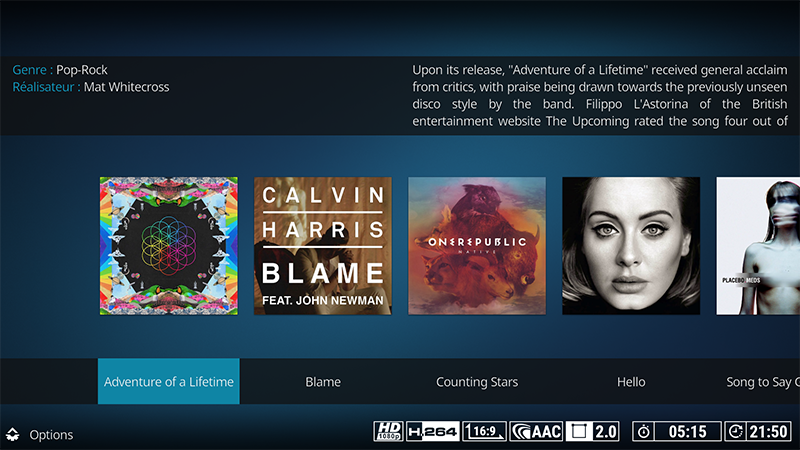 Genre : Pop-Rock
Réalisateur : Mat Whitecross
Upon its release, "Adventure of a Lifetime" received general acclaim
from critics, with praise being drawn towards the previously unseen
disco style by the band. Filippo L'Astorina of the British
entertainment website The Upcoming rated the song four out of
CALVIN
HARRIS
BLAME
FEAT. JOHN NEWMAN
ONEREPUBLIC
NATIVE
PLACEBO MEDS
Adventure of a Lifetime
Blame
Counting Stars
Hello
Song to Say G
Options
HD
1080p
H.264
16:9
AAC
2.0
05:15
21:50